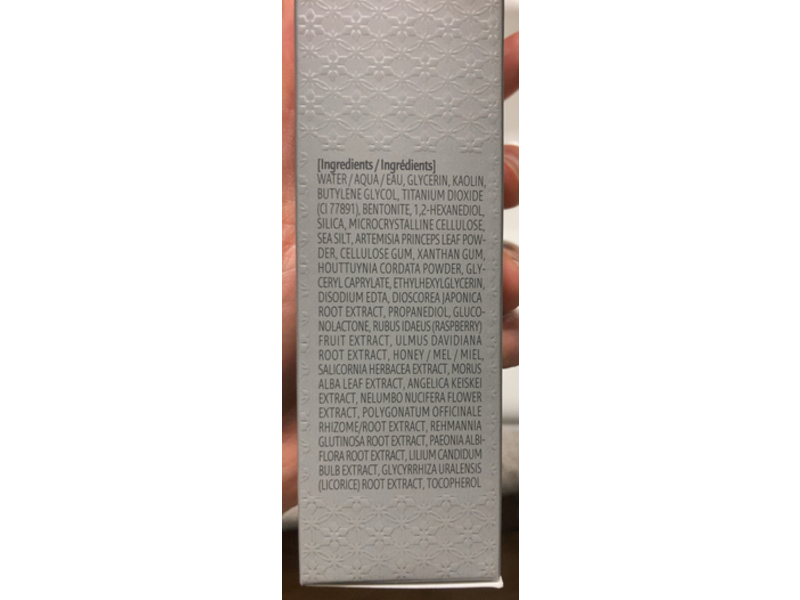 [Ingredients / Ingrédients]
WATER / AQUA / EAU, GLYCERIN, KAOLIN,
BUTYLENE GLYCOL, TITANIUM DIOXIDE
(CI 77891), BENTONITE, 1,2-HEXANEDIOL,
SILICA, MICROCRYSTALLINE CELLULOSE,
SEA SILT, ARTEMISIA PRINCEPS LEAF POW-
DER, CELLULOSE GUM, XANTHAN GUM,
HOUTTUYNIA CORDATA POWDER, GLY-
CERYL CAPRYLATE, ETHYLHEXYLGLYCERIN,
DISODIUM EDTA, DIOSCOREA JAPONICA
ROOT EXTRACT, PROPANEDIOL, GLUCO-
NOLACTONE, RUBUS IDAEUS (RASPBERRY)
FRUIT EXTRACT, ULMUS DAVIDIANA
ROOT EXTRACT, HONEY / MEL / MIEL,
SALICORNIA HERBACEA EXTRACT, MORUS
ALBA LEAF EXTRACT, ANGELICA KEISKEI
EXTRACT, NELUMBO NUCIFERA FLOWER
EXTRACT, POLYGONATUM OFFICINALE
RHIZOME/ROOT EXTRACT, REHMANNIA
GLUTINOSA ROOT EXTRACT, PAEONIA ALBI-
FLORA ROOT EXTRACT, LILIUM CANDIDUM
BULB EXTRACT, GLYCYRRHIZA URALENSIS
(LICORICE) ROOT EXTRACT, TOCOPHEROL